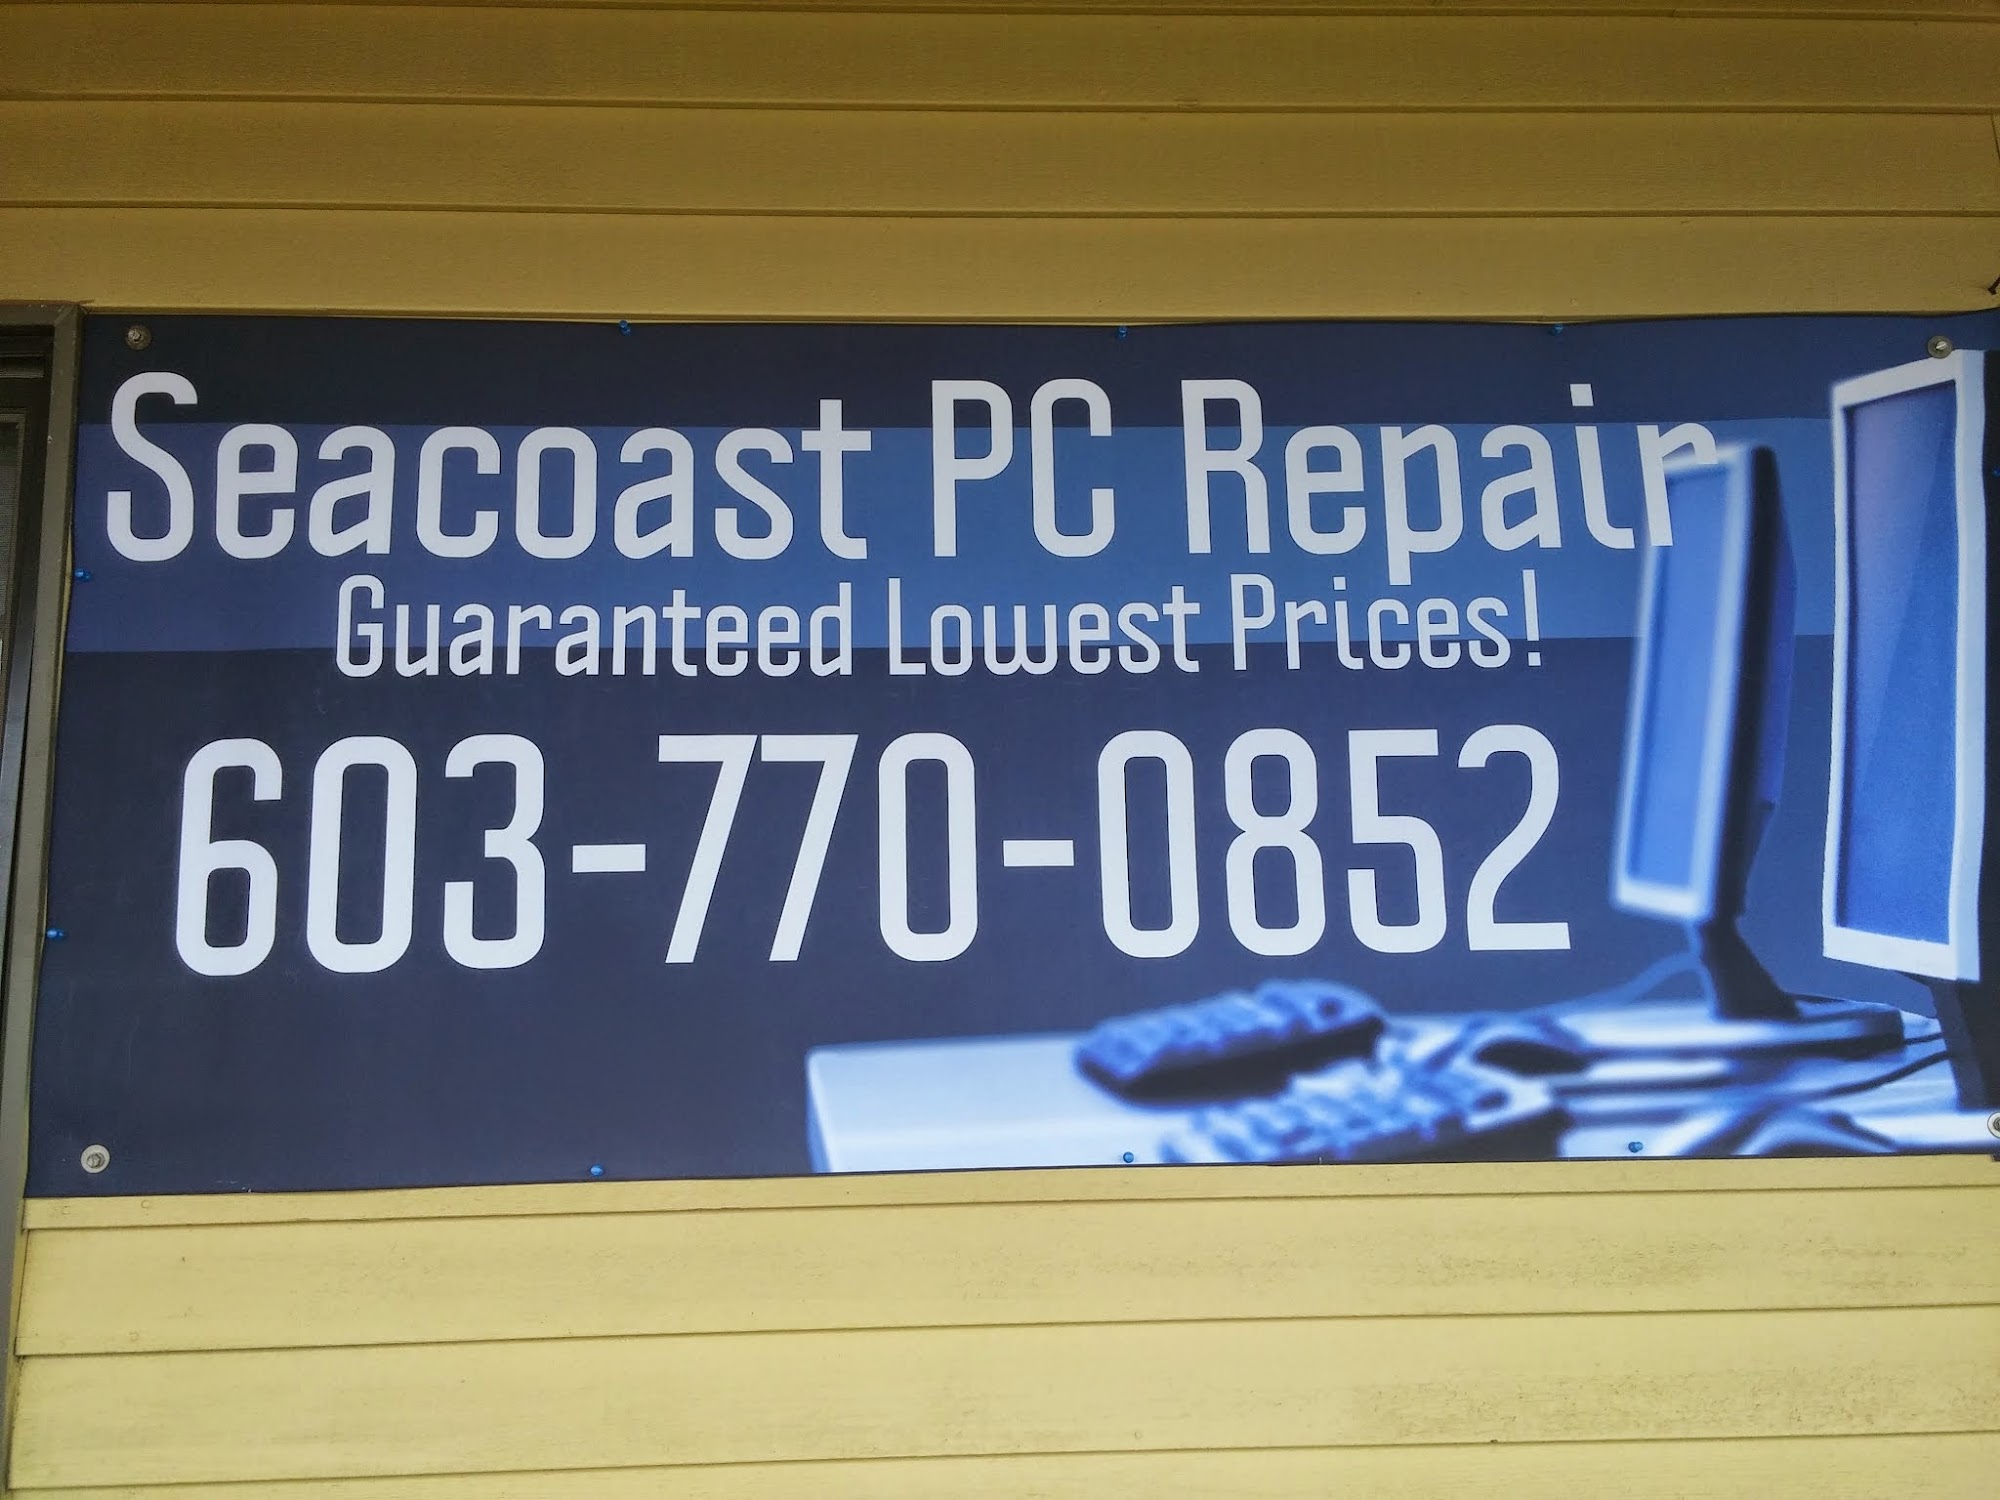 Seacoast PC Repair
Guaranteed Lowest Prices!
603-770-0852